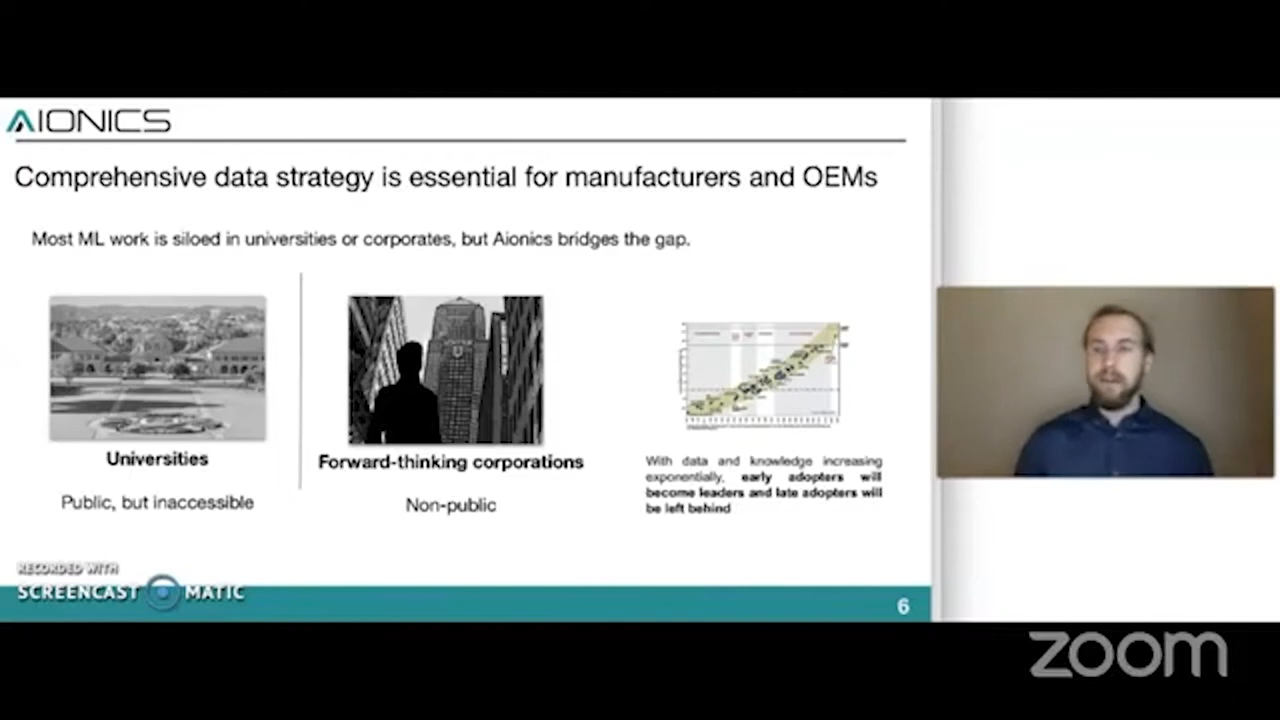 AIONICS
Comprehensive data strategy is essential for manufacturers and OEMs
Most ML work is siloed in universities or corporates, but Aionics bridges the gap.
Universities
Public, but inaccessible
Forward-thinking corporations
Non-public
With data and knowledge increasing
exponentially, early adopters will
become leaders and late adopters will
be left behind
RECORDED WITH
SCREENCAST MATIC
6
zoom